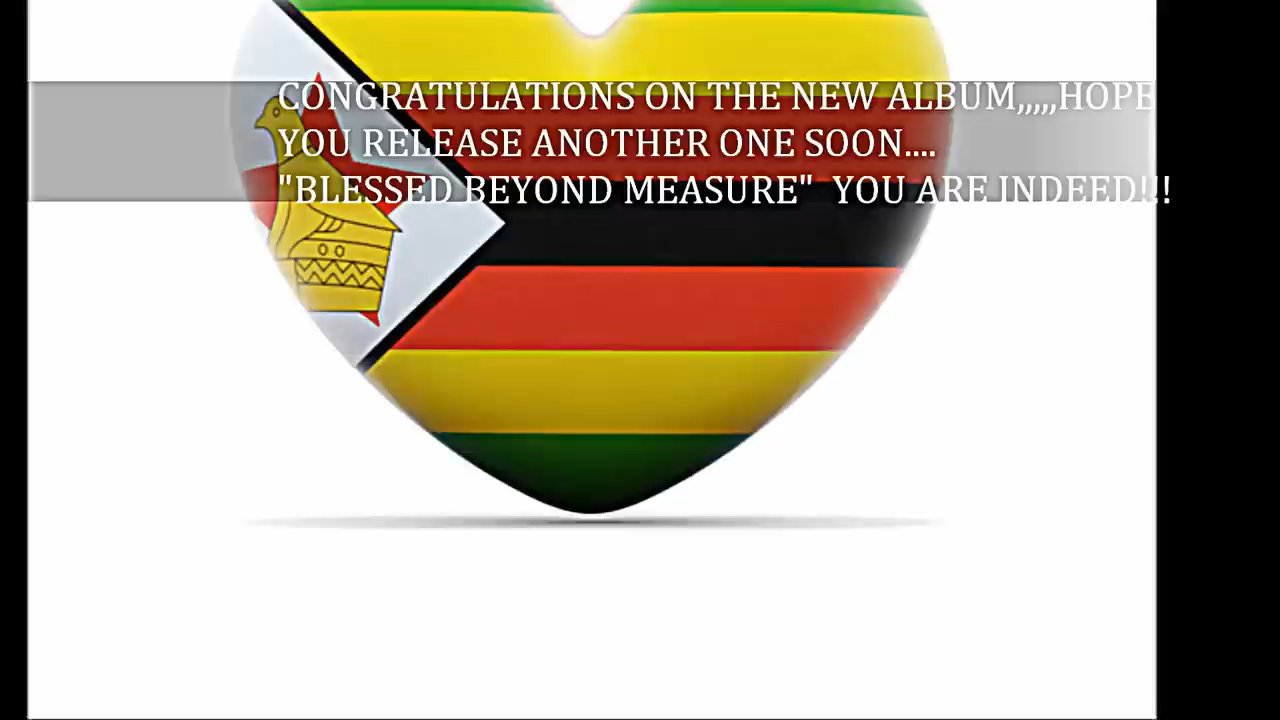 CONGRATULATIONS ON THE NEW ALBUM,,,,,HOPE
YOU RELEASE ANOTHER ONE SOON....
"BLESSED BEYOND MEASURE"  YOU ARE INDEED!!!